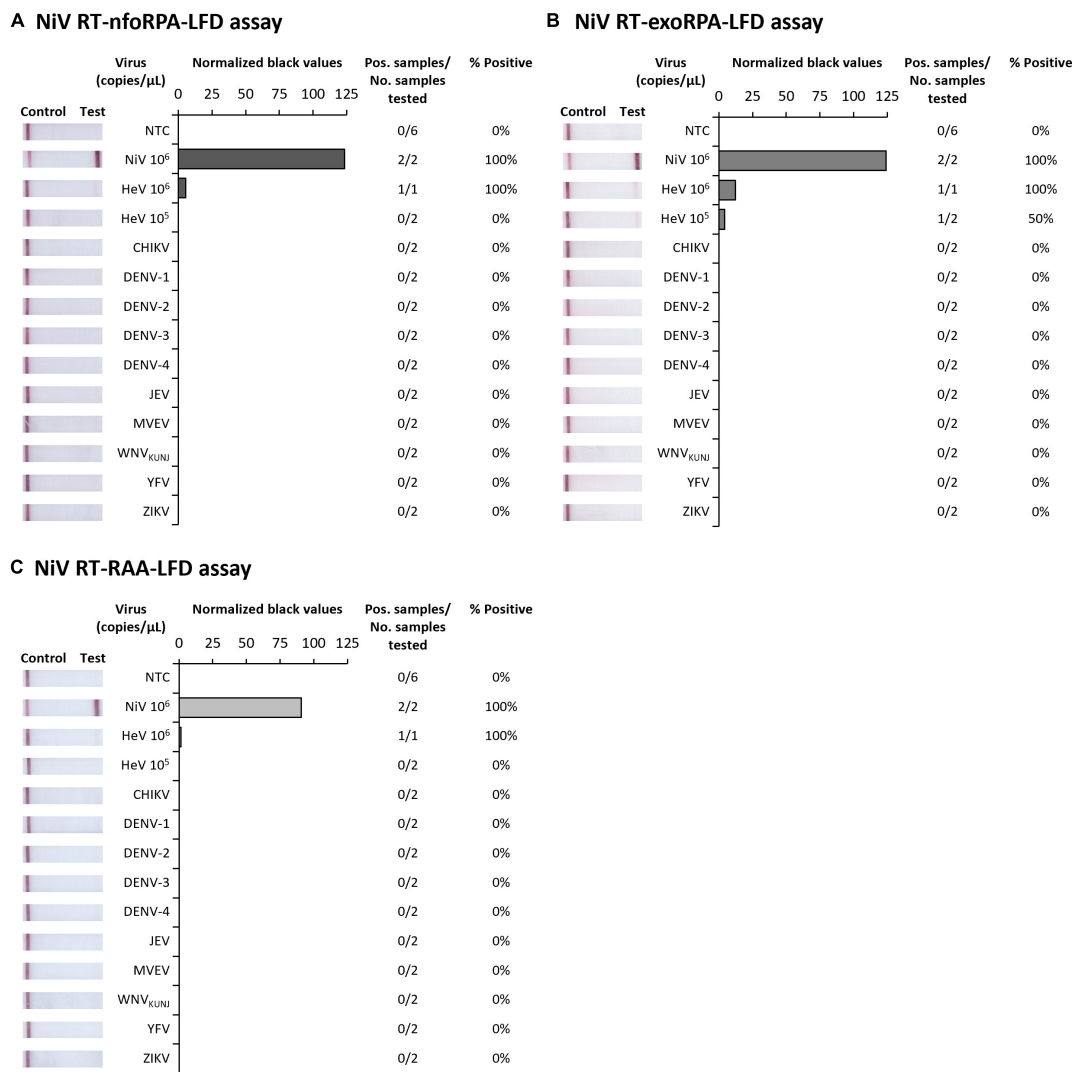 A NiV RT-nfoRPA-LFD assay
Virus Normalized black values Pos. samples/ % Positive
(copies/µL) No. samples
0 25 50 75 100 125 tested
Control Test
NTC 0/6 0%
NiV 10⁶ 2/2 100%
HeV 10⁶ 1/1 100%
HeV 10⁵ 0/2 0%
CHIKV 0/2 0%
DENV-1 0/2 0%
DENV-2 0/2 0%
DENV-3 0/2 0%
DENV-4 0/2 0%
JEV 0/2 0%
MVEV 0/2 0%
WNVKUNJ 0/2 0%
YFV 0/2 0%
ZIKV 0/2 0%
B NiV RT-exoRPA-LFD assay
Virus Normalized black values Pos. samples/ % Positive
(copies/µL) No. samples
0 25 50 75 100 125 tested
Control Test
NTC 0/6 0%
NiV 10⁶ 2/2 100%
HeV 10⁶ 1/1 100%
HeV 10⁵ 1/2 50%
CHIKV 0/2 0%
DENV-1 0/2 0%
DENV-2 0/2 0%
DENV-3 0/2 0%
DENV-4 0/2 0%
JEV 0/2 0%
MVEV 0/2 0%
WNVKUNJ 0/2 0%
YFV 0/2 0%
ZIKV 0/2 0%
C NiV RT-RAA-LFD assay
Virus Normalized black values Pos. samples/ % Positive
(copies/µL) No. samples
0 25 50 75 100 125 tested
Control Test
NTC 0/6 0%
NiV 10⁶ 2/2 100%
HeV 10⁶ 1/1 100%
HeV 10⁵ 0/2 0%
CHIKV 0/2 0%
DENV-1 0/2 0%
DENV-2 0/2 0%
DENV-3 0/2 0%
DENV-4 0/2 0%
JEV 0/2 0%
MVEV 0/2 0%
WNVKUNJ 0/2 0%
YFV 0/2 0%
ZIKV 0/2 0%